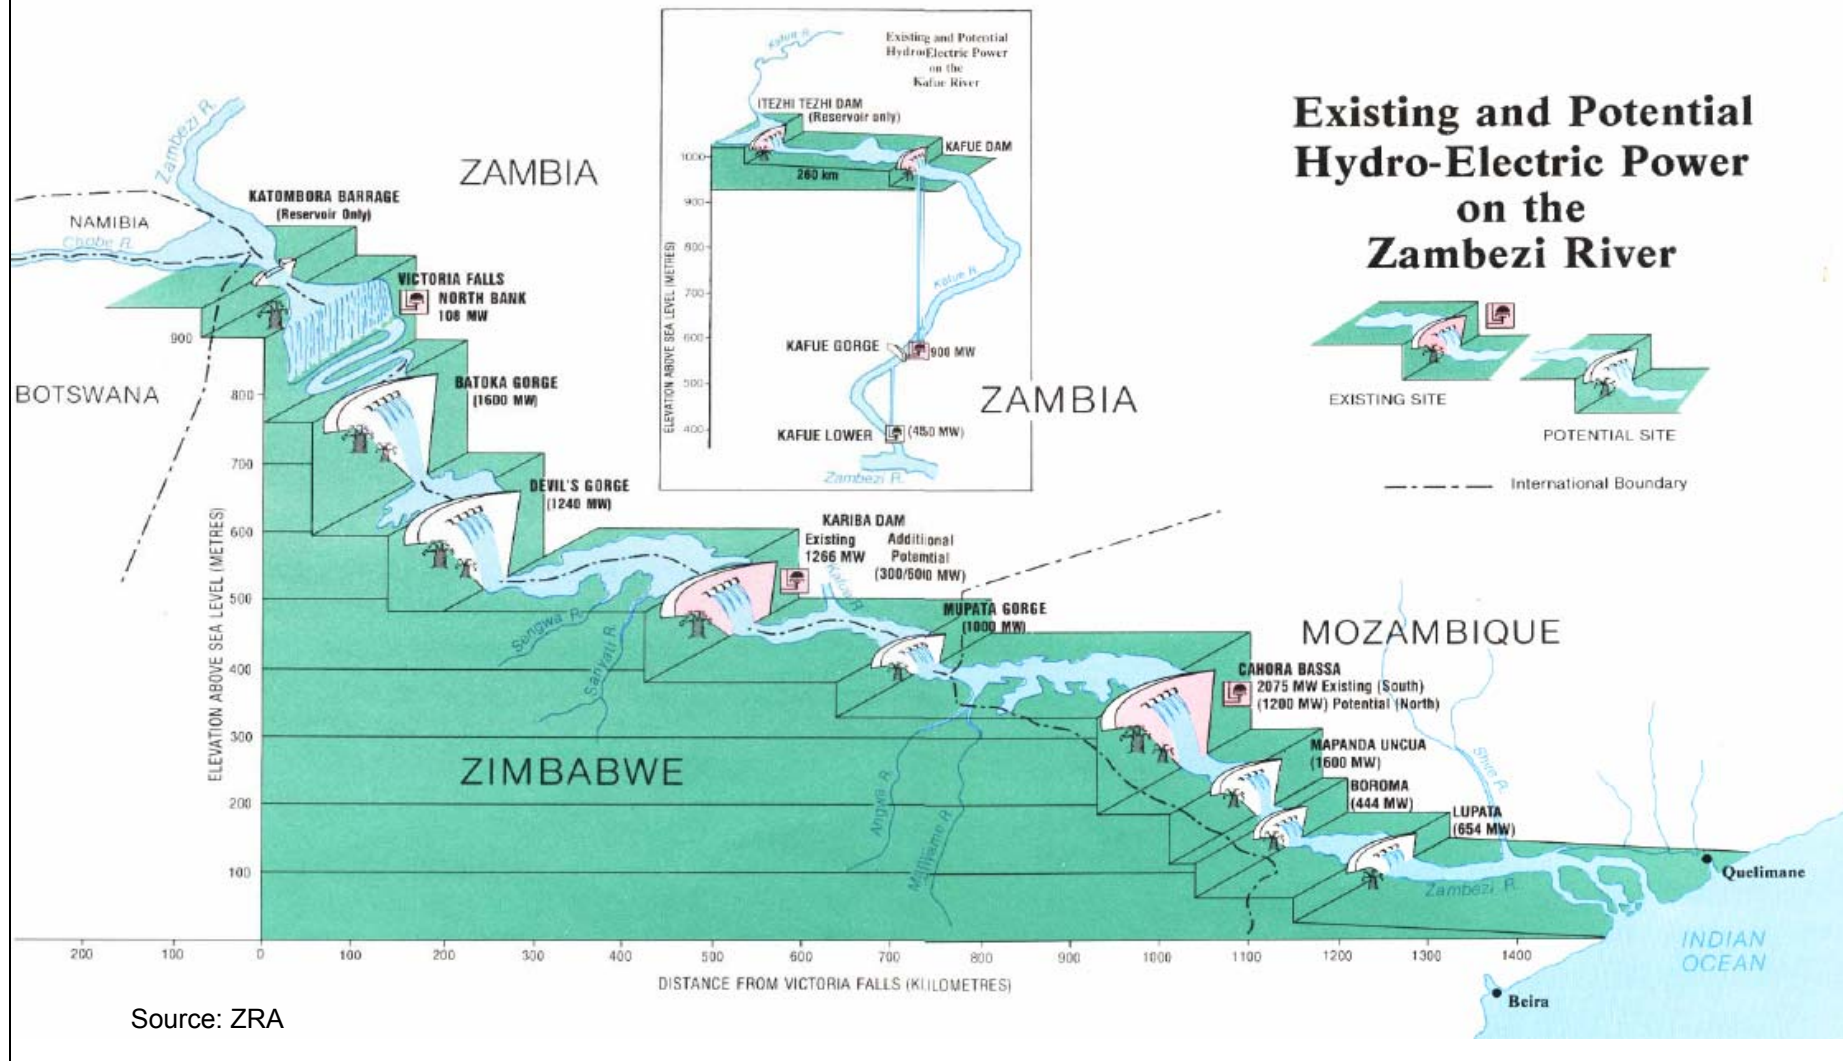 Existing and Potential
Hydro-Electric Power
on the
Zambezi River
EXISTING SITE
POTENTIAL SITE
International Boundary
Existing and Potential
Hydro-Electric Power
on the
Kafue River
Kafue R.
ITEZHI TEZHI DAM
(Reservoir only)
KAFUE DAM
260 km
1000
900
800
700
600
500
400
ELEVATION ABOVE SEA LEVEL (METRES)
Kafue R.
KAFUE GORGE
900 MW
KAFUE LOWER
(450 MW)
Zambezi R.
Zambezi R.
ZAMBIA
KATOMBORA BARRAGE
(Reservoir Only)
NAMIBIA
Chobe R.
VICTORIA FALLS
NORTH BANK
108 MW
BOTSWANA
ZAMBIA
BATOKA GORGE
(1600 MW)
DEVIL'S GORGE
(1240 MW)
KARIBA DAM
Existing
1266 MW
Additional
Potential
(300/600 MW)
Kafue R.
Sengwa R.
Sanyati R.
MUPATA GORGE
(1000 MW)
MOZAMBIQUE
CAHORA BASSA
2075 MW Existing (South)
(1200 MW) Potential (North)
MAPANDA UNCUA
(1600 MW)
BOROMA
(444 MW)
LUPATA
(654 MW)
Shire R.
ZIMBABWE
Angwa R.
Manyame R.
Zambezi R.
Quelimane
INDIAN
OCEAN
Beira
900
800
700
600
500
400
300
200
100
ELEVATION ABOVE SEA LEVEL (METRES)
200 100 0 100 200 300 400 500 600 700 800 900 1000 1100 1200 1300 1400
DISTANCE FROM VICTORIA FALLS (KILOMETRES)
Source: ZRA